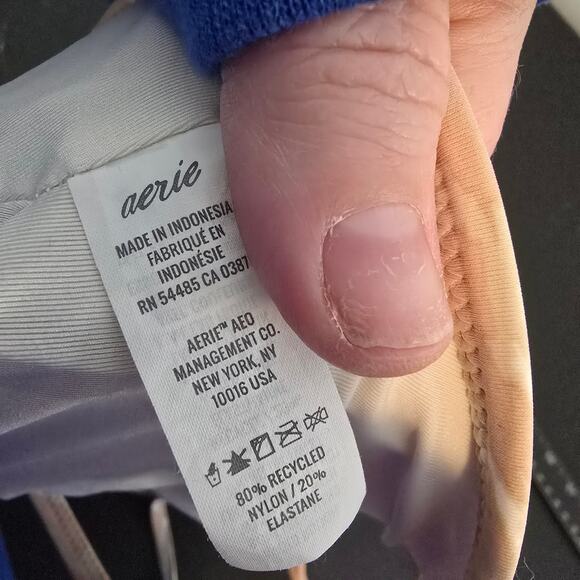 aerie
MADE IN INDONESIA
FABRIQUÉ EN
INDONÉSIE
RN 54485 CA 0387
AERIE™ AEO
MANAGEMENT CO.
NEW YORK, NY
10016 USA
80% RECYCLED
NYLON / 20%
ELASTANE